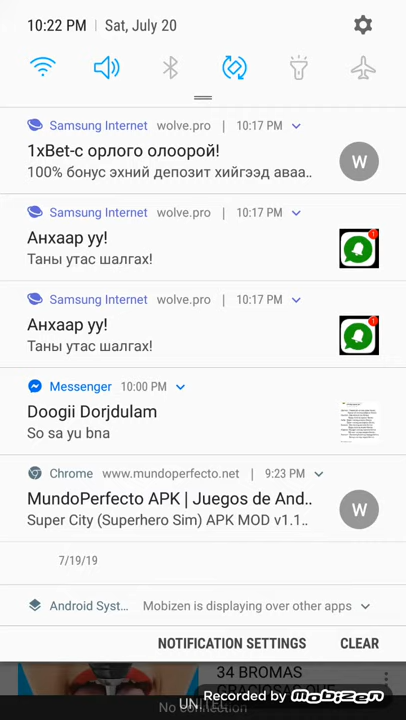 10:22 PM | Sat, July 20
Samsung Internet wolve.pro | 10:17 PM
1xBet-с орлого олоорой!
W
100% бонус эхний депозит хийгээд аваа..
Samsung Internet wolve.pro | 10:17 PM
Анхаар уу!
Таны утас шалгах!
1
Samsung Internet wolve.pro | 10:17 PM
Анхаар уу!
Таны утас шалгах!
1
Messenger 10:00 PM
Doogii Dorjdulam
So sa yu bna
Chrome www.mundoperfecto.net | 9:23 PM
MundoPerfecto APK | Juegos de And..
W
Super City (Superhero Sim) APK MOD v1.1..
7/19/19
Android Syst... Mobizen is displaying over other apps
NOTIFICATION SETTINGS CLEAR
34 BROMAS
Recorded by MOBIZEN
No connection